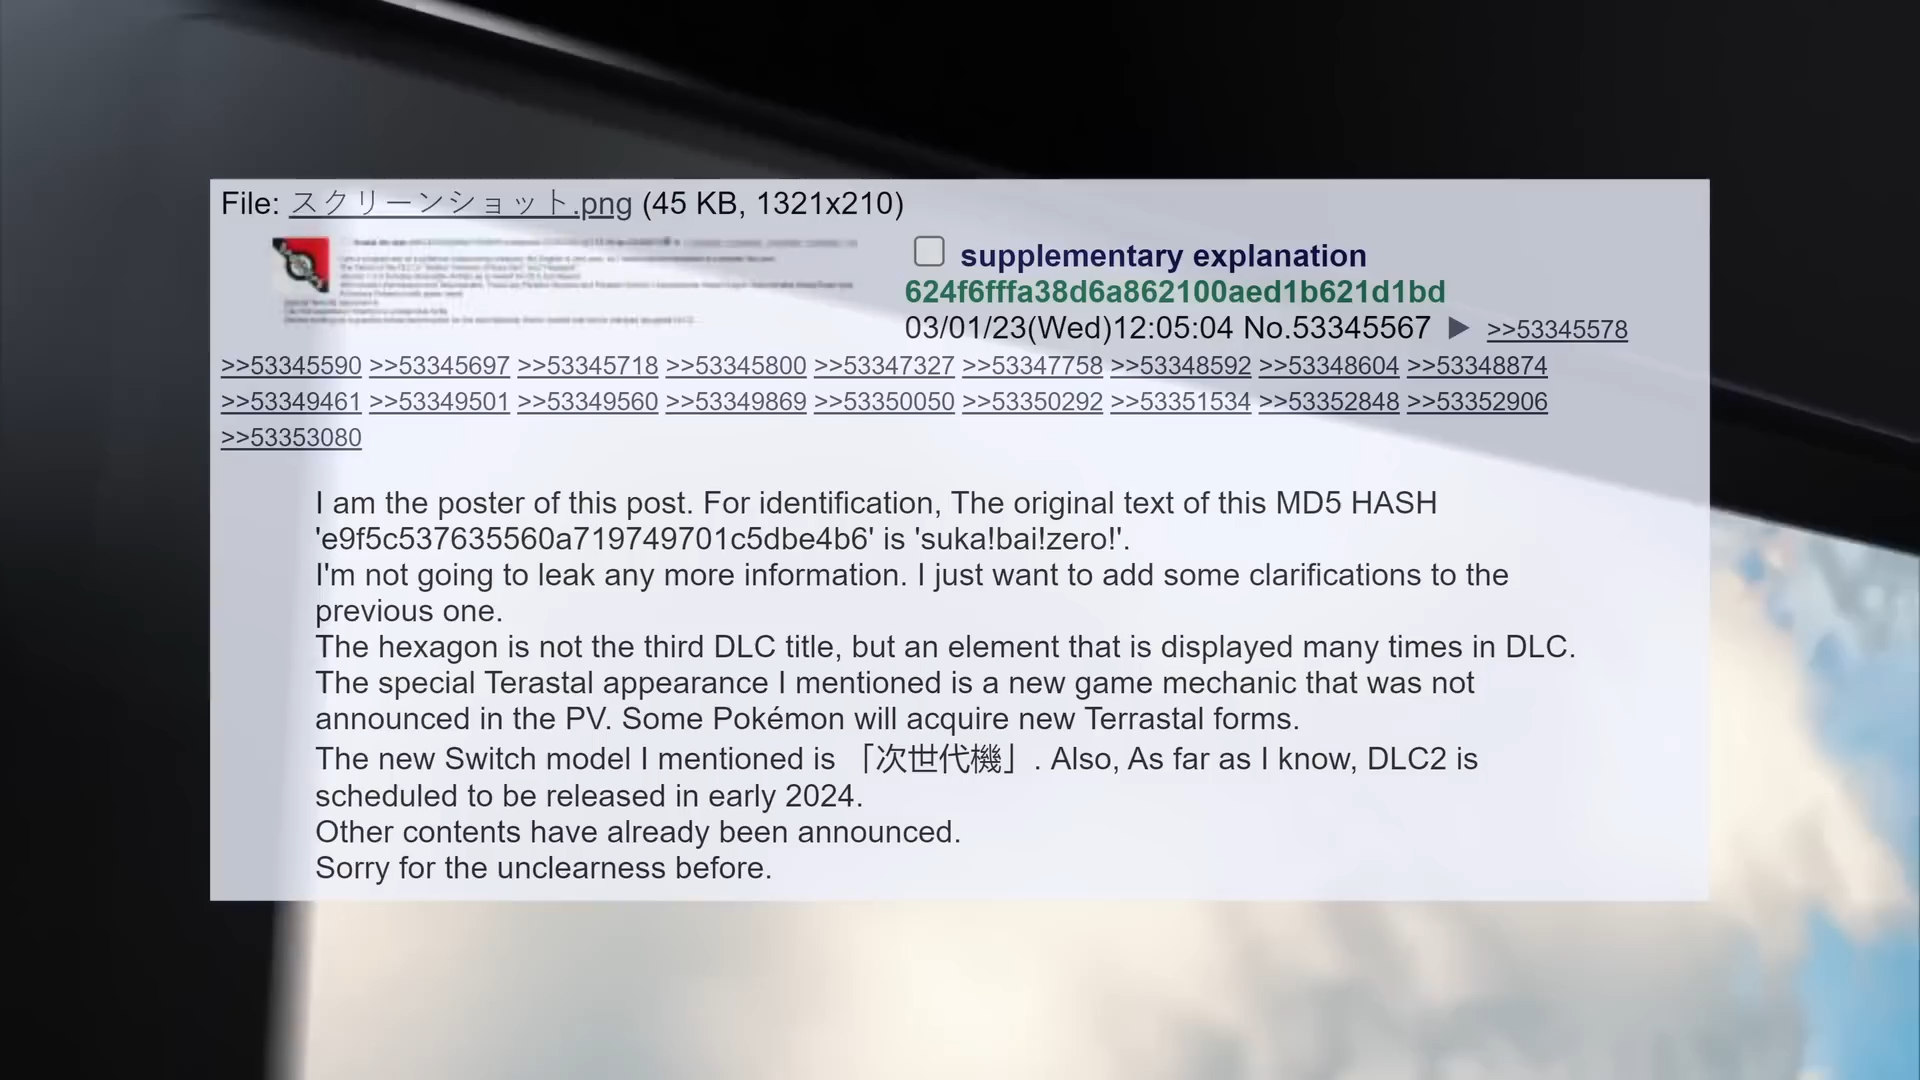 File: スクリーンショット.png (45 KB, 1321x210)
supplementary explanation
624f6fffa38d6a862100aed1b621d1bd
03/01/23(Wed)12:05:04 No.53345567 ▶ >>53345578
>>53345590 >>53345697 >>53345718 >>53345800 >>53347327 >>53347758 >>53348592 >>53348604 >>53348874
>>53349461 >>53349501 >>53349560 >>53349869 >>53350050 >>53350292 >>53351534 >>53352848 >>53352906
>>53353080
I am the poster of this post. For identification, The original text of this MD5 HASH
'e9f5c537635560a719749701c5dbe4b6' is 'suka!bai!zero!'.
I'm not going to leak any more information. I just want to add some clarifications to the
previous one.
The hexagon is not the third DLC title, but an element that is displayed many times in DLC.
The special Terastal appearance I mentioned is a new game mechanic that was not
announced in the PV. Some Pokémon will acquire new Terrastal forms.
The new Switch model I mentioned is 「次世代機」. Also, As far as I know, DLC2 is
scheduled to be released in early 2024.
Other contents have already been announced.
Sorry for the unclearness before.